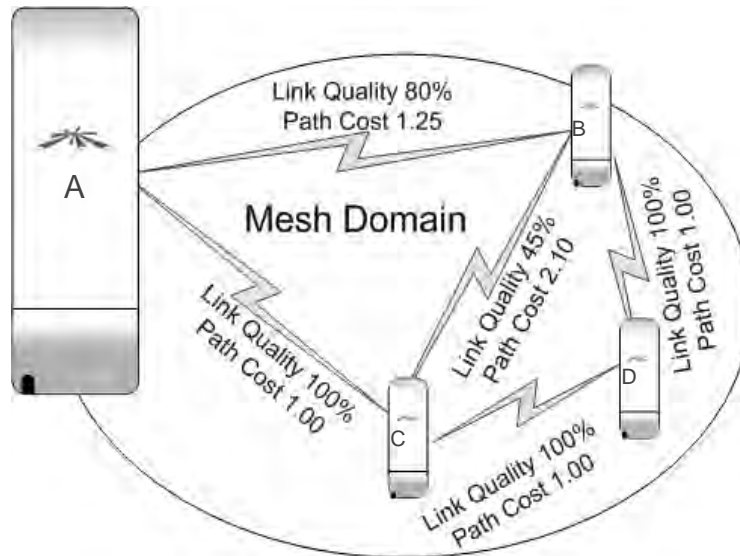 A
Link Quality 80%
Path Cost 1.25
B
Mesh Domain
Link Quality 45%
Path Cost 2.10
Link Quality 100%
Path Cost 1.00
Link Quality 100%
Path Cost 1.00
D
C
Link Quality 100%
Path Cost 1.00